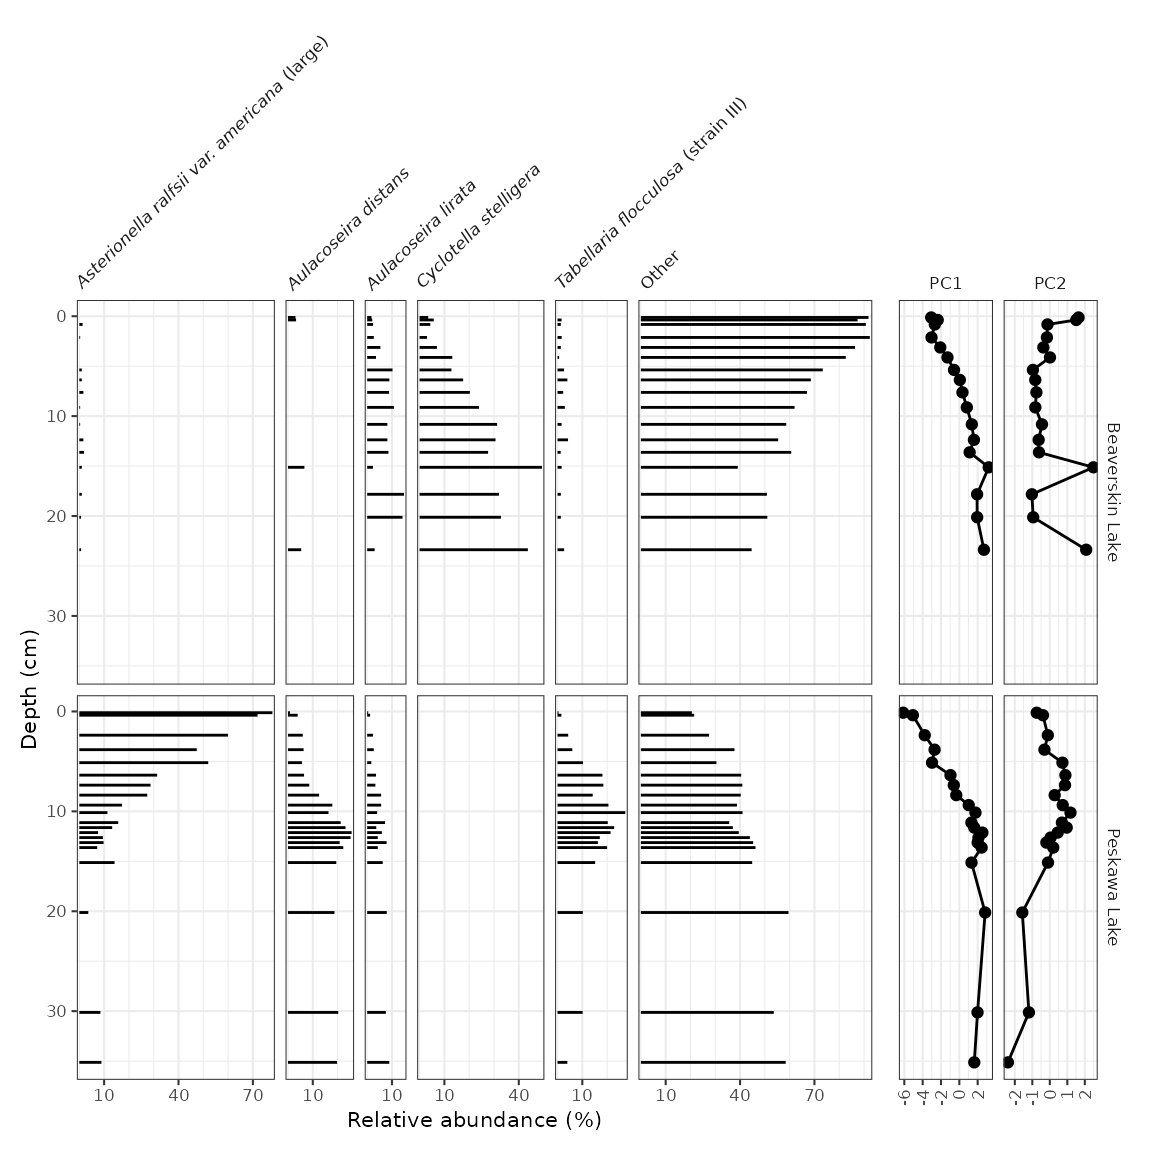 Asterionella ralfsii var. americana (large)
Aulacoseira distans
Aulacoseira lirata
Cyclotella stelligera
Tabellaria flocculosa (strain III)
Other
PC1
PC2
0
10
20
30
Beaverskin Lake
0
10
20
30
Peskawa Lake
Depth (cm)
10 40 70 10 10 10 40 10 10 40 70 -6 -4 -2 0 2 -2 -1 0 1 2
Relative abundance (%)